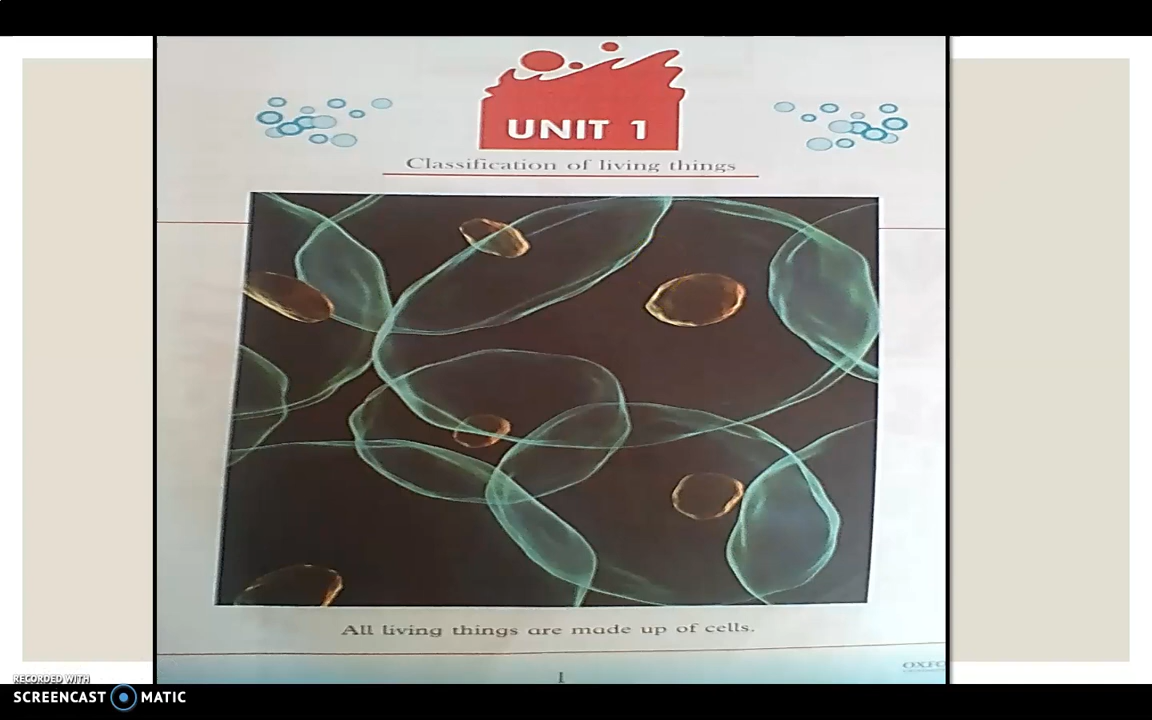 UNIT 1
Classification of living things
All living things are made up of cells.
1
RECORDED WITH
SCREENCAST MATIC